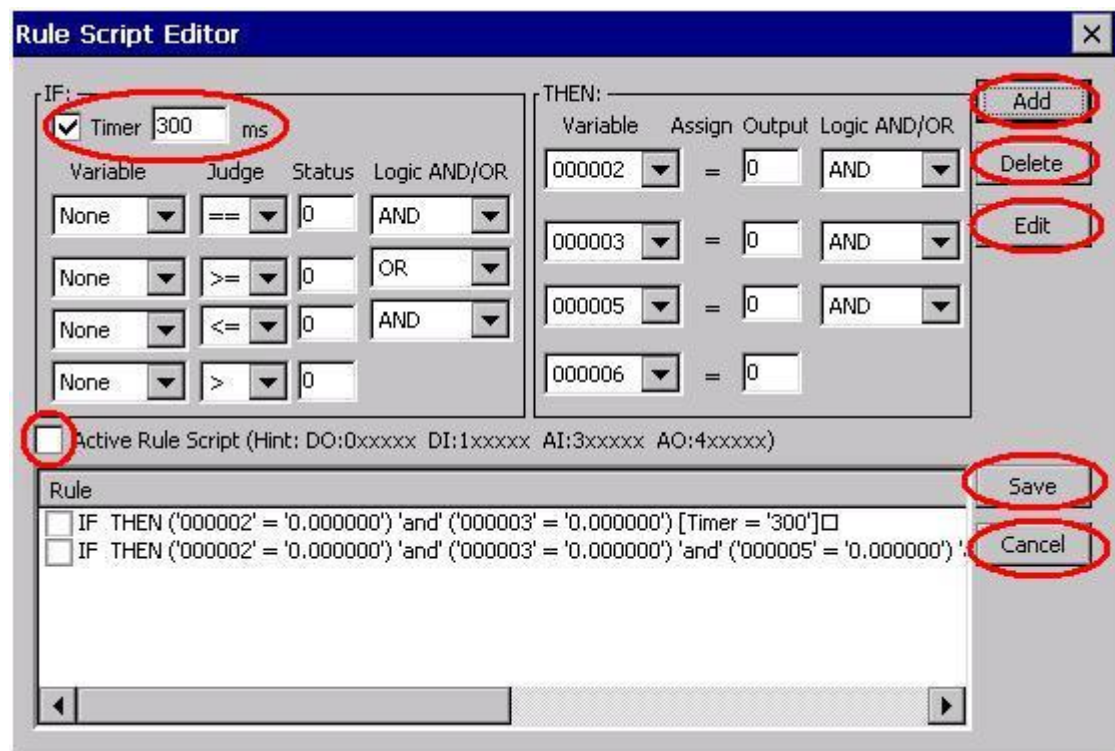 Rule Script Editor
IF:
Timer 300 ms
Variable Judge Status Logic AND/OR
None == 0 AND
None >= 0 OR
None <= 0 AND
None > 0
THEN:
Variable Assign Output Logic AND/OR
000002 = 0 AND
000003 = 0 AND
000005 = 0 AND
000006 = 0
Add
Delete
Edit
Active Rule Script (Hint: DO:0xxxxx DI:1xxxxx AI:3xxxxx AO:4xxxxx)
Rule
IF THEN ('000002' = '0.000000') 'and' ('000003' = '0.000000') [Timer = '300']
IF THEN ('000002' = '0.000000') 'and' ('000003' = '0.000000') 'and' ('000005' = '0.000000')
Save
Cancel